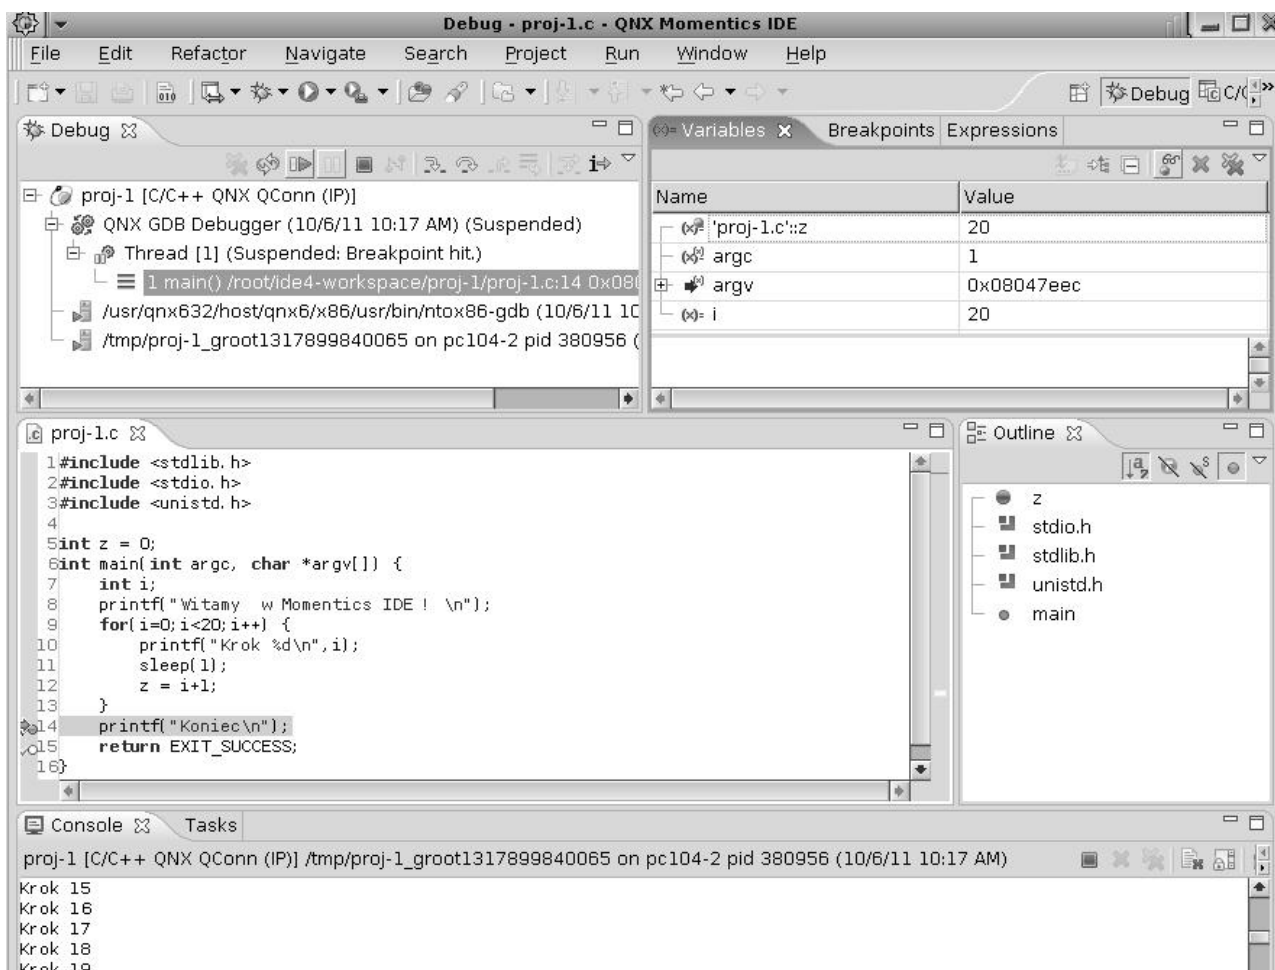 Debug - proj-1.c - QNX Momentics IDE
File Edit Refactor Navigate Search Project Run Window Help
010 Debug C/C »
Debug
i
proj-1 [C/C++ QNX QConn (IP)]
QNX GDB Debugger (10/6/11 10:17 AM) (Suspended)
Thread [1] (Suspended: Breakpoint hit.)
1 main() /root/ide4-workspace/proj-1/proj-1.c:14 0x080
/usr/qnx632/host/qnx6/x86/usr/bin/ntox86-gdb (10/6/11 10
/tmp/proj-1_groot1317899840065 on pc104-2 pid 380956 (
(x)= Variables Breakpoints Expressions
Name Value
'proj-1.c'::z 20
argc 1
argv 0x08047eec
(x)= i 20
.c proj-1.c
1 #include <stdlib.h>
2 #include <stdio.h>
3 #include <unistd.h>
4
5 int z = 0;
6 int main(int argc, char *argv[]) {
7 int i;
8 printf("Witamy  w Momentics IDE ! \n");
9 for(i=0;i<20;i++) {
10 printf("Krok %d\n",i);
11 sleep(1);
12 z = i+1;
13 }
14 printf("Koniec\n");
15 return EXIT_SUCCESS;
16 }
Outline
z
stdio.h
stdlib.h
unistd.h
main
Console Tasks
proj-1 [C/C++ QNX QConn (IP)] /tmp/proj-1_groot1317899840065 on pc104-2 pid 380956 (10/6/11 10:17 AM)
Krok 15
Krok 16
Krok 17
Krok 18
Krok 19